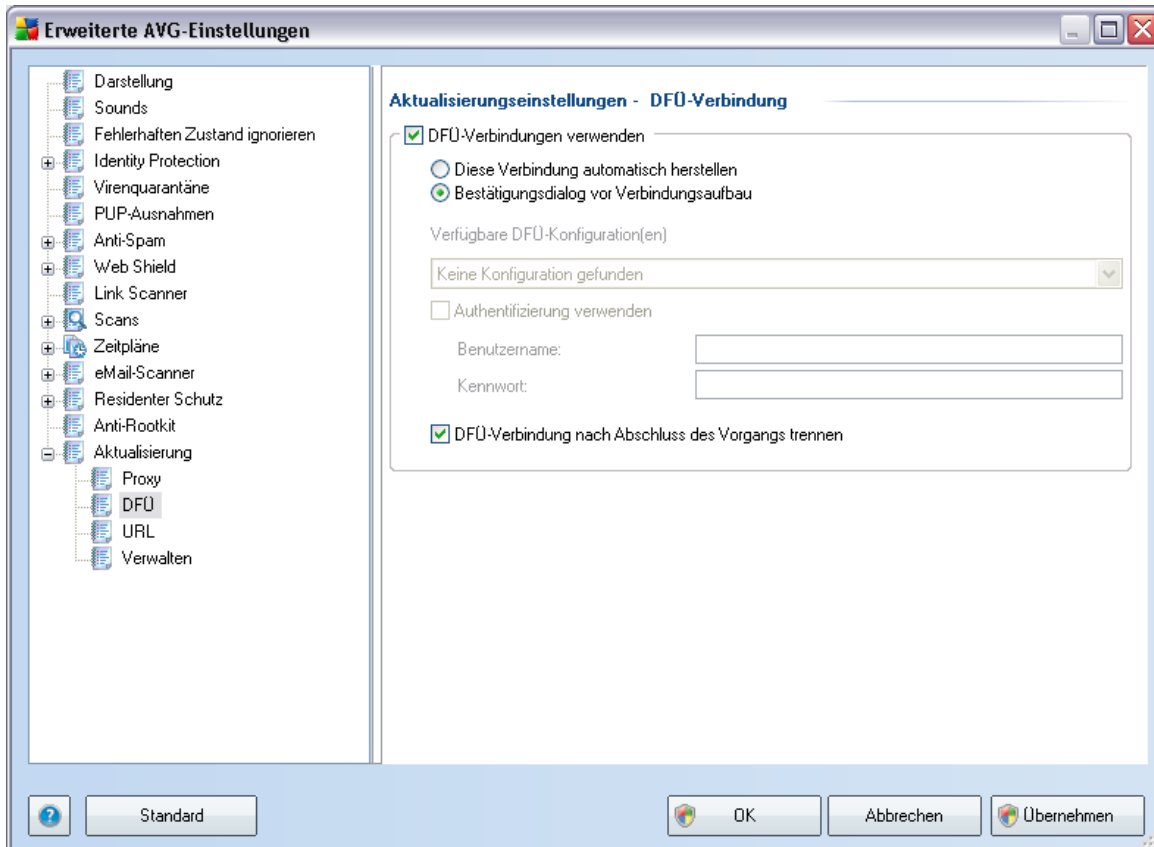 Erweiterte AVG-Einstellungen
Darstellung
Sounds
Fehlerhaften Zustand ignorieren
Identity Protection
Virenquarantäne
PUP-Ausnahmen
Anti-Spam
Web Shield
Link Scanner
Scans
Zeitpläne
eMail-Scanner
Residenter Schutz
Anti-Rootkit
Aktualisierung
Proxy
DFÜ
URL
Verwalten
Aktualisierungseinstellungen - DFÜ-Verbindung
DFÜ-Verbindungen verwenden
Diese Verbindung automatisch herstellen
Bestätigungsdialog vor Verbindungsaufbau
Verfügbare DFÜ-Konfiguration(en)
Keine Konfiguration gefunden
Authentifizierung verwenden
Benutzername:
Kennwort:
DFÜ-Verbindung nach Abschluss des Vorgangs trennen
Standard
OK
Abbrechen
Übernehmen